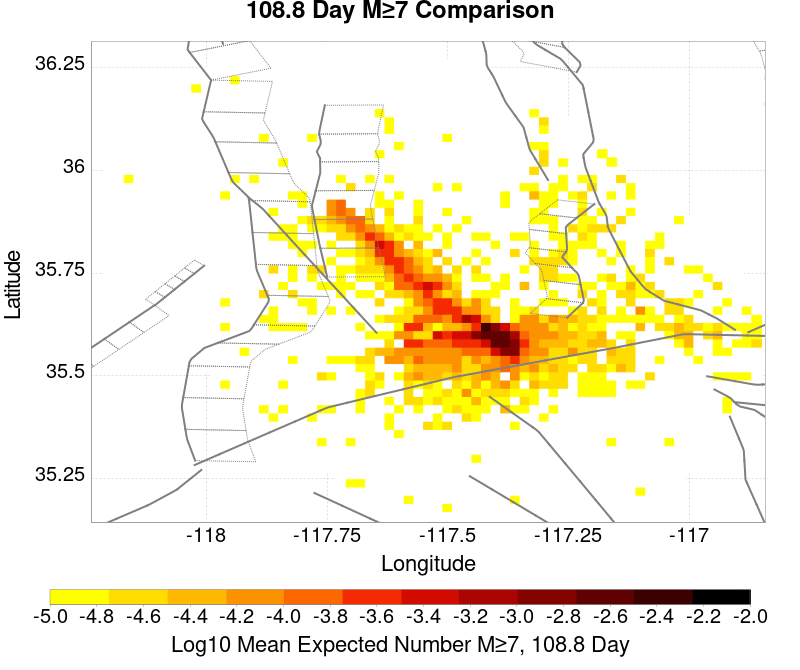 108.8 Day M≥7 Comparison
36.25
36
35.75
35.5
35.25
Latitude
-118 -117.75 -117.5 -117.25 -117
Longitude
-5.0 -4.8 -4.6 -4.4 -4.2 -4.0 -3.8 -3.6 -3.4 -3.2 -3.0 -2.8 -2.6 -2.4 -2.2 -2.0
Log10 Mean Expected Number M≥7, 108.8 Day